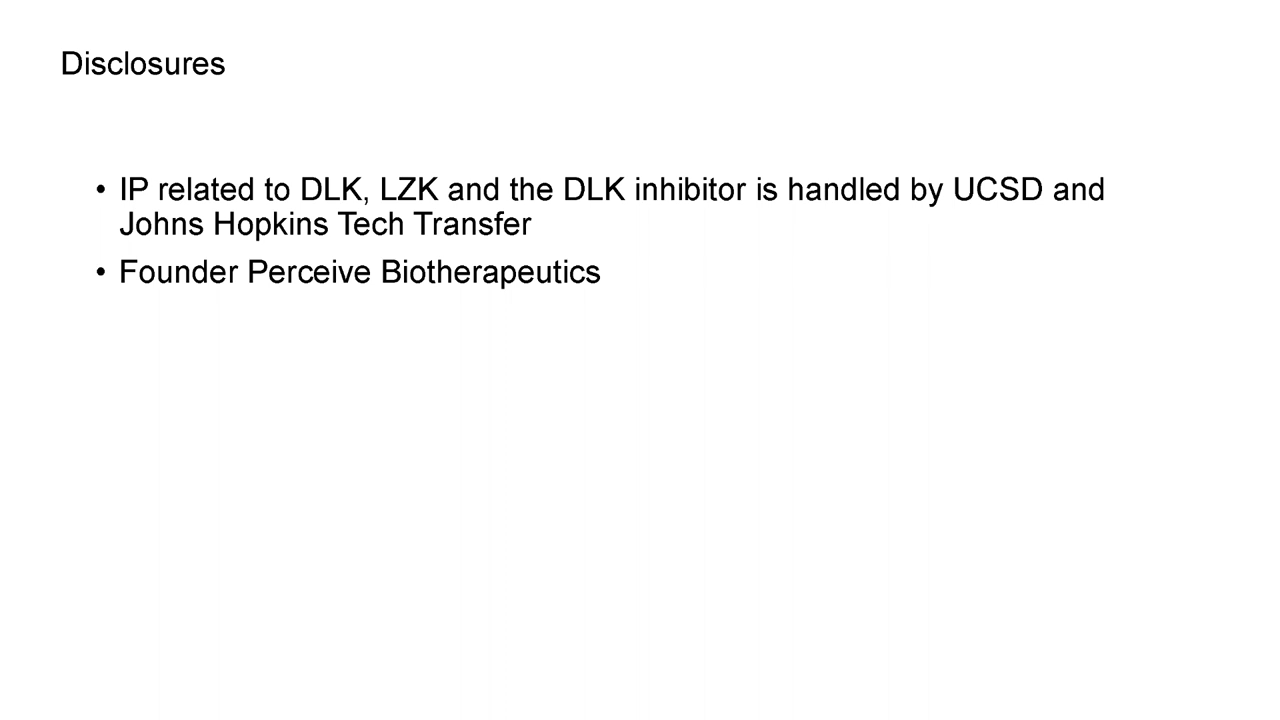 Disclosures
• IP related to DLK, LZK and the DLK inhibitor is handled by UCSD and
Johns Hopkins Tech Transfer
• Founder Perceive Biotherapeutics